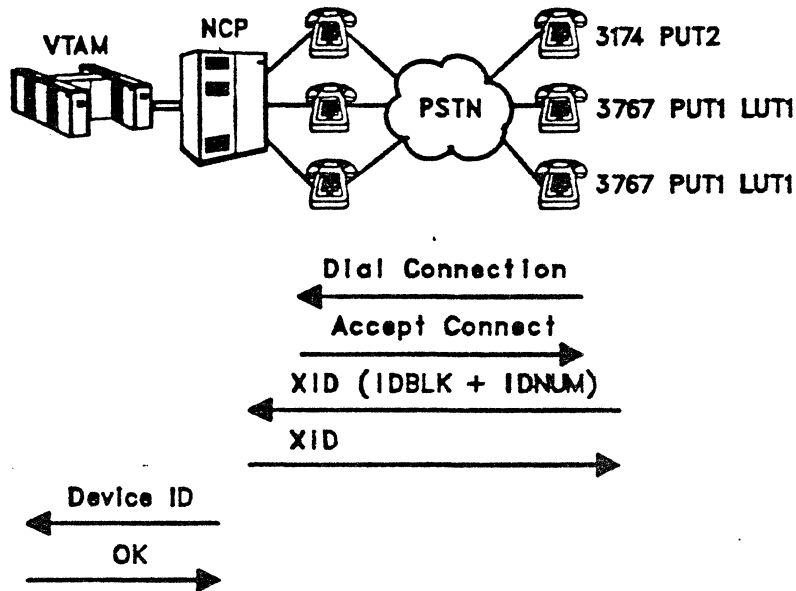 VTAM
NCP
PSTN
3174 PUT2
3767 PUT1 LUT1
3767 PUT1 LUT1
Dial Connection
Accept Connect
XID (IDBLK + IDNUM)
XID
Device ID
OK